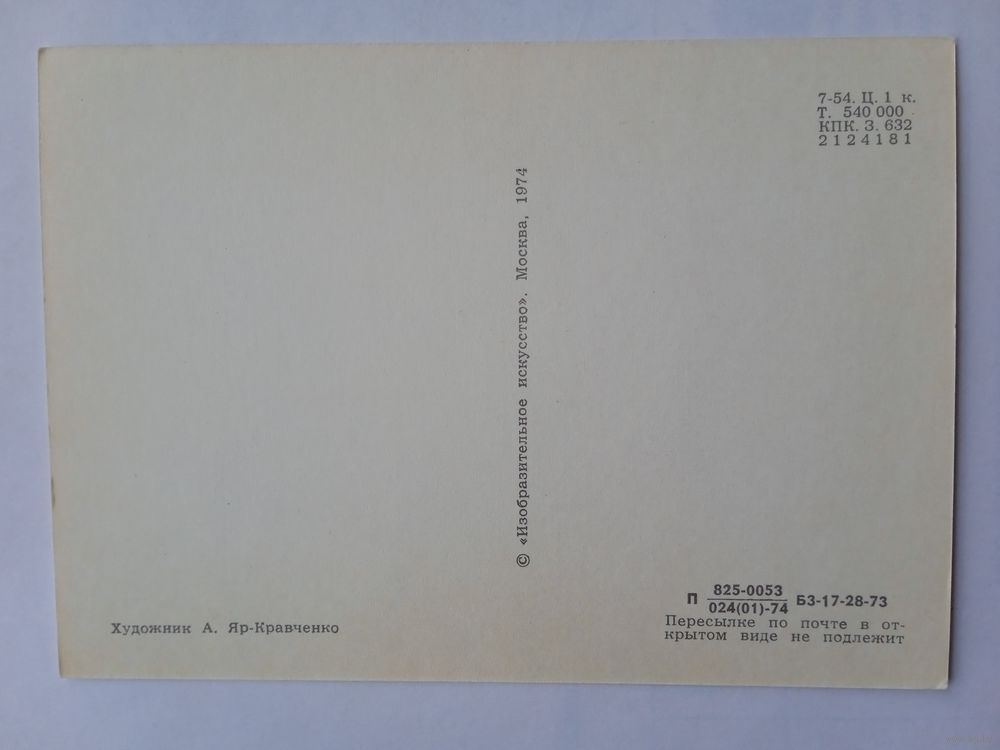 7-54. Ц. 1 к.
Т. 540 000
КПК. З. 632
2124181
© «Изобразительное искусство». Москва, 1974
Художник А. Яр-Кравченко
П 825-0053
024(01)-74 БЗ-17-28-73
Пересылке по почте в от-
крытом виде не подлежит